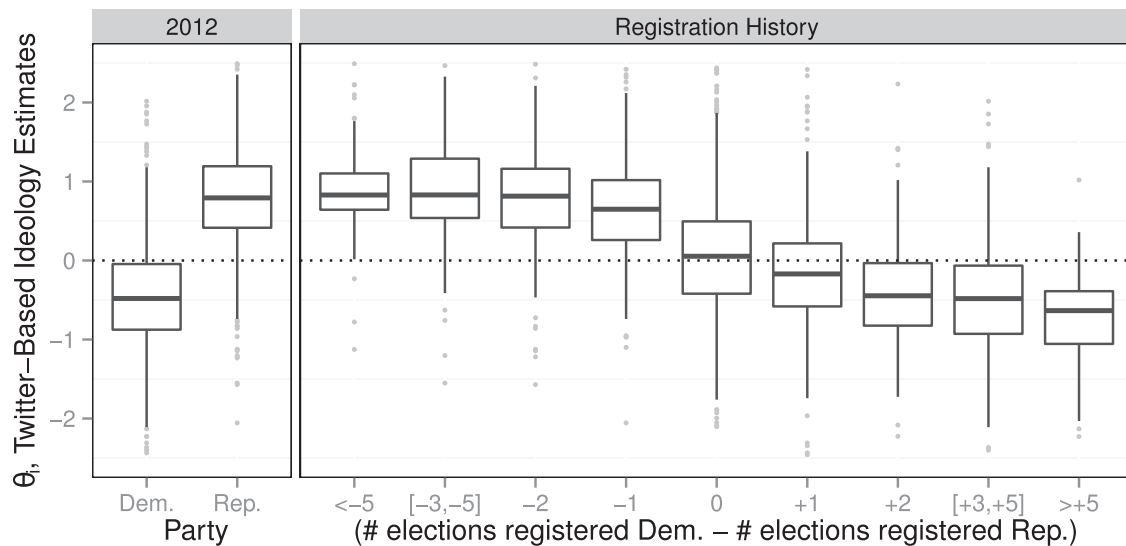 2012
Registration History
θi, Twitter−Based Ideology Estimates
2
1
0
−1
−2
Dem.
Rep.
<−5
[−3,−5]
−2
−1
0
+1
+2
[+3,+5]
>+5
Party
(# elections registered Dem. − # elections registered Rep.)